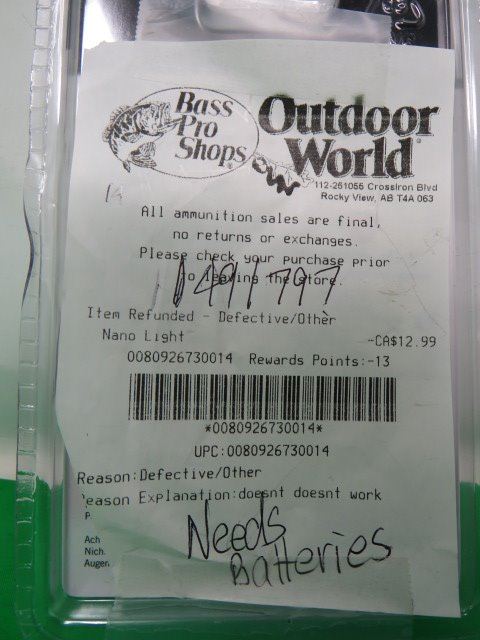 Bass
Pro
Shops
Outdoor
World
112-261055 CrossIron Blvd
Rocky View, AB T4A 0G3
All ammunition sales are final,
no returns or exchanges.
Please check your purchase prior
to leaving the store.
1491797
Item Refunded - Defective/Other
Nano Light -CA$12.99
0080926730014 Rewards Points:-13
*0080926730014*
UPC:0080926730014
Reason:Defective/Other
Reason Explanation:doesnt doesnt work
Needs
Batteries
Ach
Nich